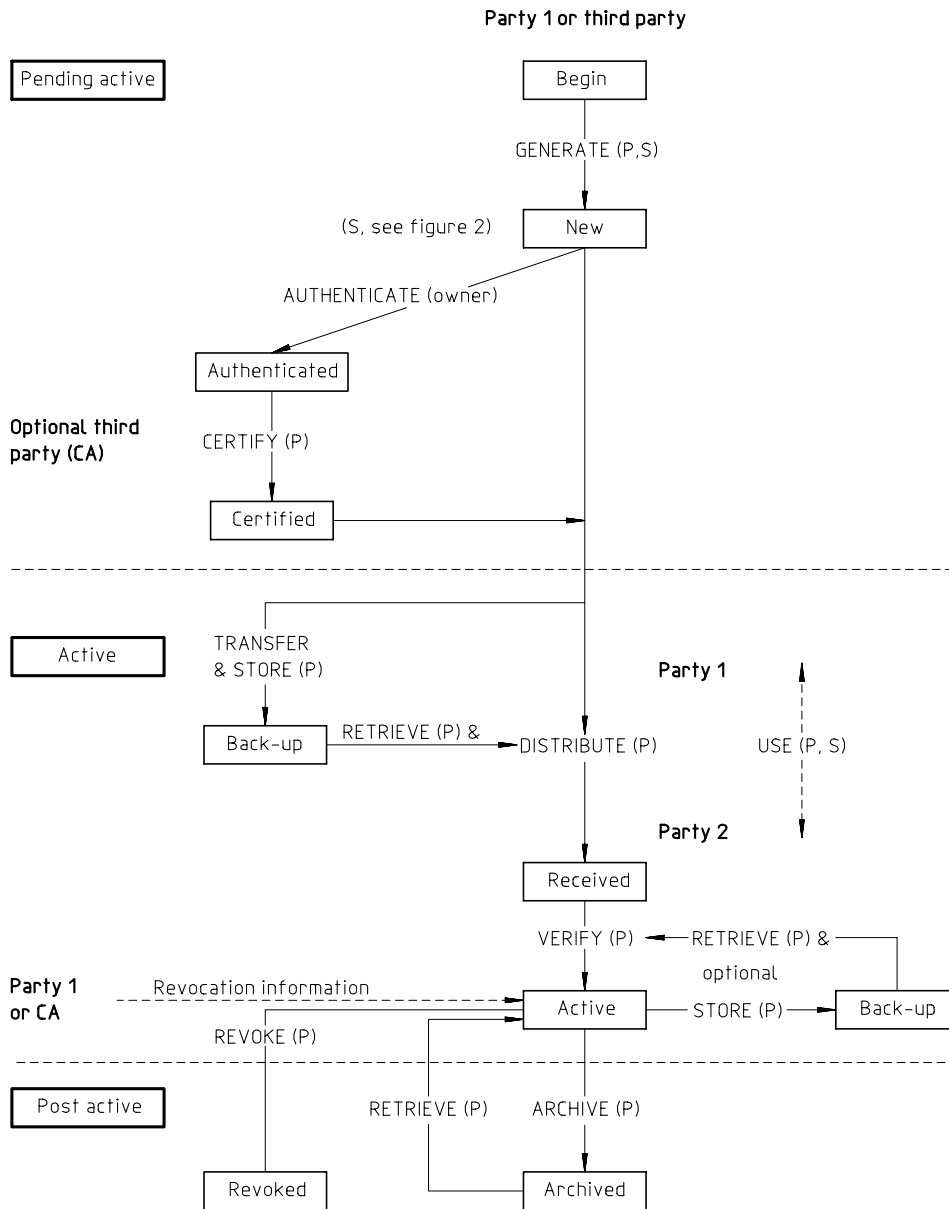 Party 1 or third party
Pending active
Begin
GENERATE (P,S)
(S, see figure 2)
New
AUTHENTICATE (owner)
Authenticated
Optional third
party (CA)
CERTIFY (P)
Certified
Active
TRANSFER
& STORE (P)
Party 1
Back-up
RETRIEVE (P) &
DISTRIBUTE (P)
USE (P, S)
Party 2
Received
VERIFY (P)
RETRIEVE (P) &
optional
Party 1
or CA
Revocation information
Active
STORE (P)
Back-up
REVOKE (P)
Post active
RETRIEVE (P)
ARCHIVE (P)
Revoked
Archived